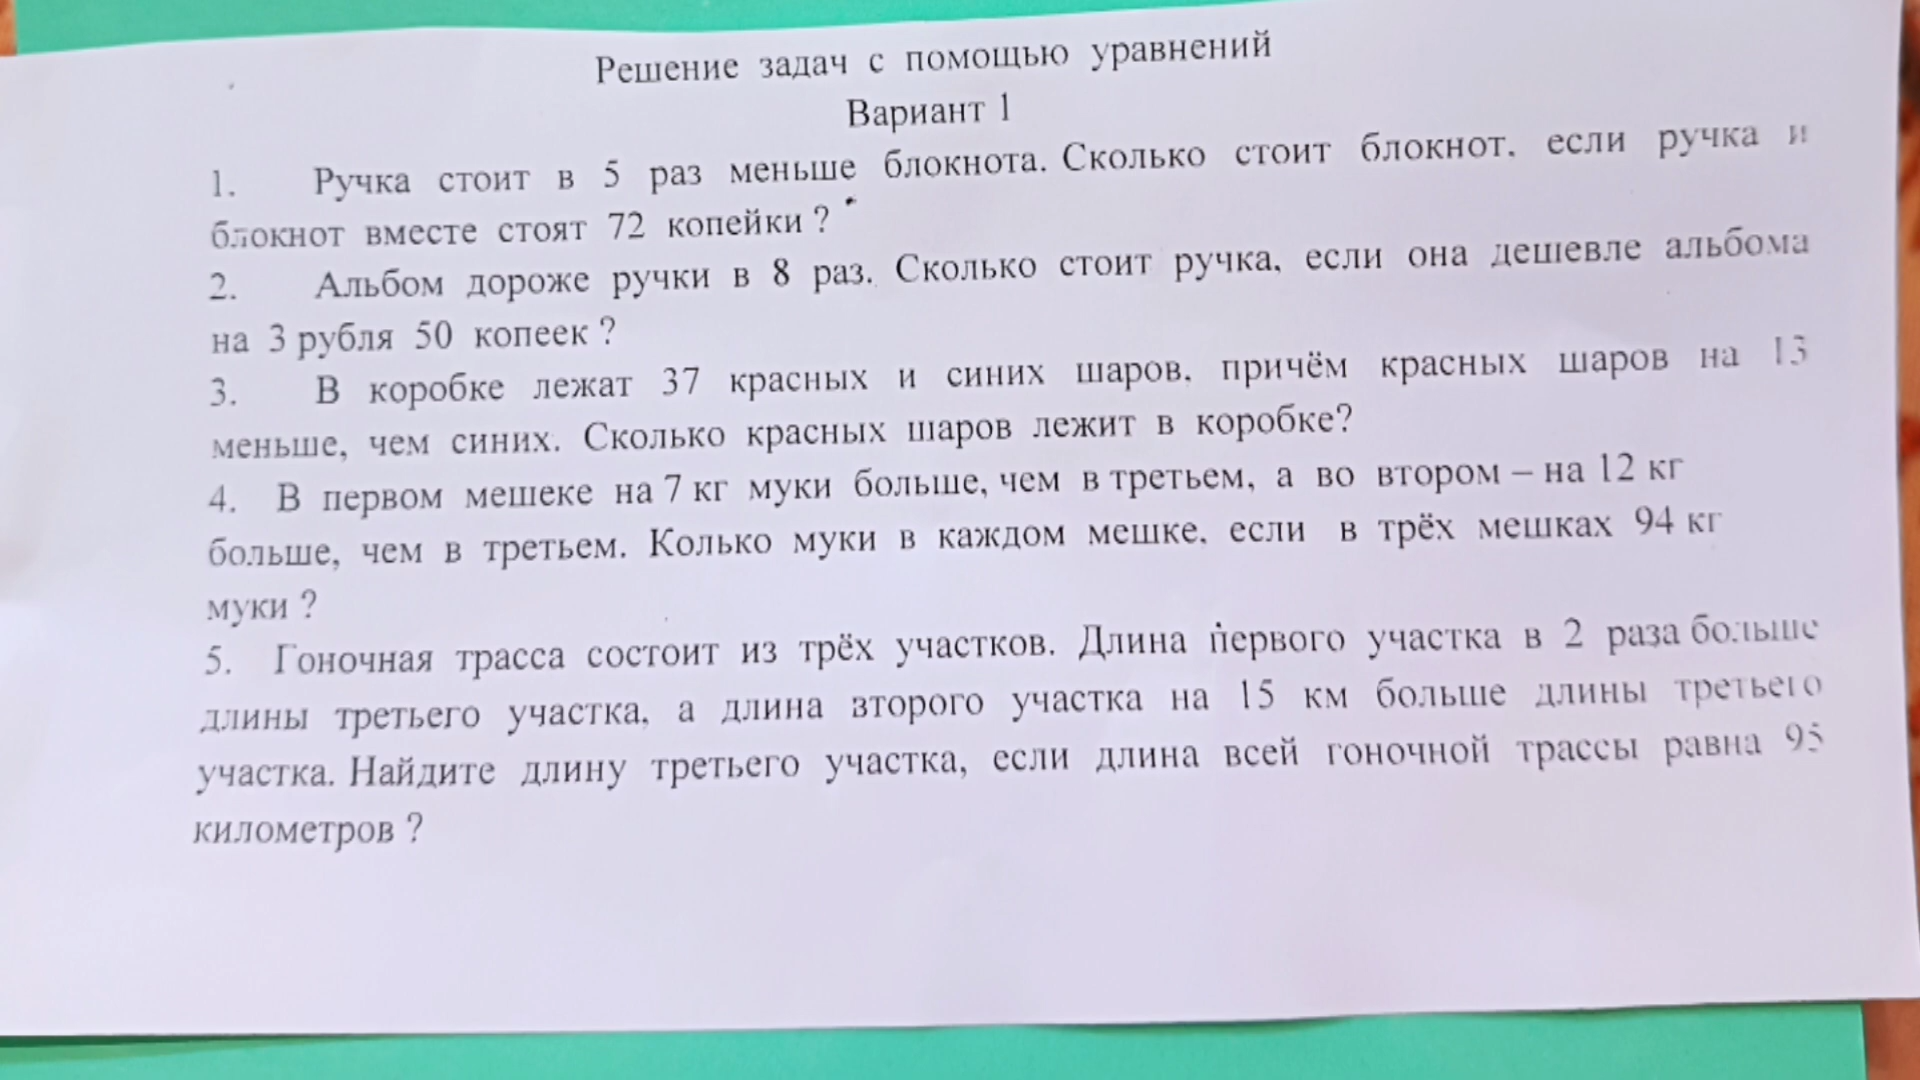 Решение задач с помощью уравнений
Вариант 1
1. Ручка стоит в 5 раз меньше блокнота. Сколько стоит блокнот, если ручка и
блокнот вместе стоят 72 копейки ?
2. Альбом дороже ручки в 8 раз. Сколько стоит ручка, если она дешевле альбома
на 3 рубля 50 копеек ?
3. В коробке лежат 37 красных и синих шаров, причём красных шаров на 13
меньше, чем синих. Сколько красных шаров лежит в коробке?
4. В первом мешеке на 7 кг муки больше, чем в третьем, а во втором – на 12 кг
больше, чем в третьем. Колько муки в каждом мешке, если в трёх мешках 94 кг
муки ?
5. Гоночная трасса состоит из трёх участков. Длина первого участка в 2 раза больше
длины третьего участка, а длина второго участка на 15 км больше длины третьего
участка. Найдите длину третьего участка, если длина всей гоночной трассы равна 95
километров ?